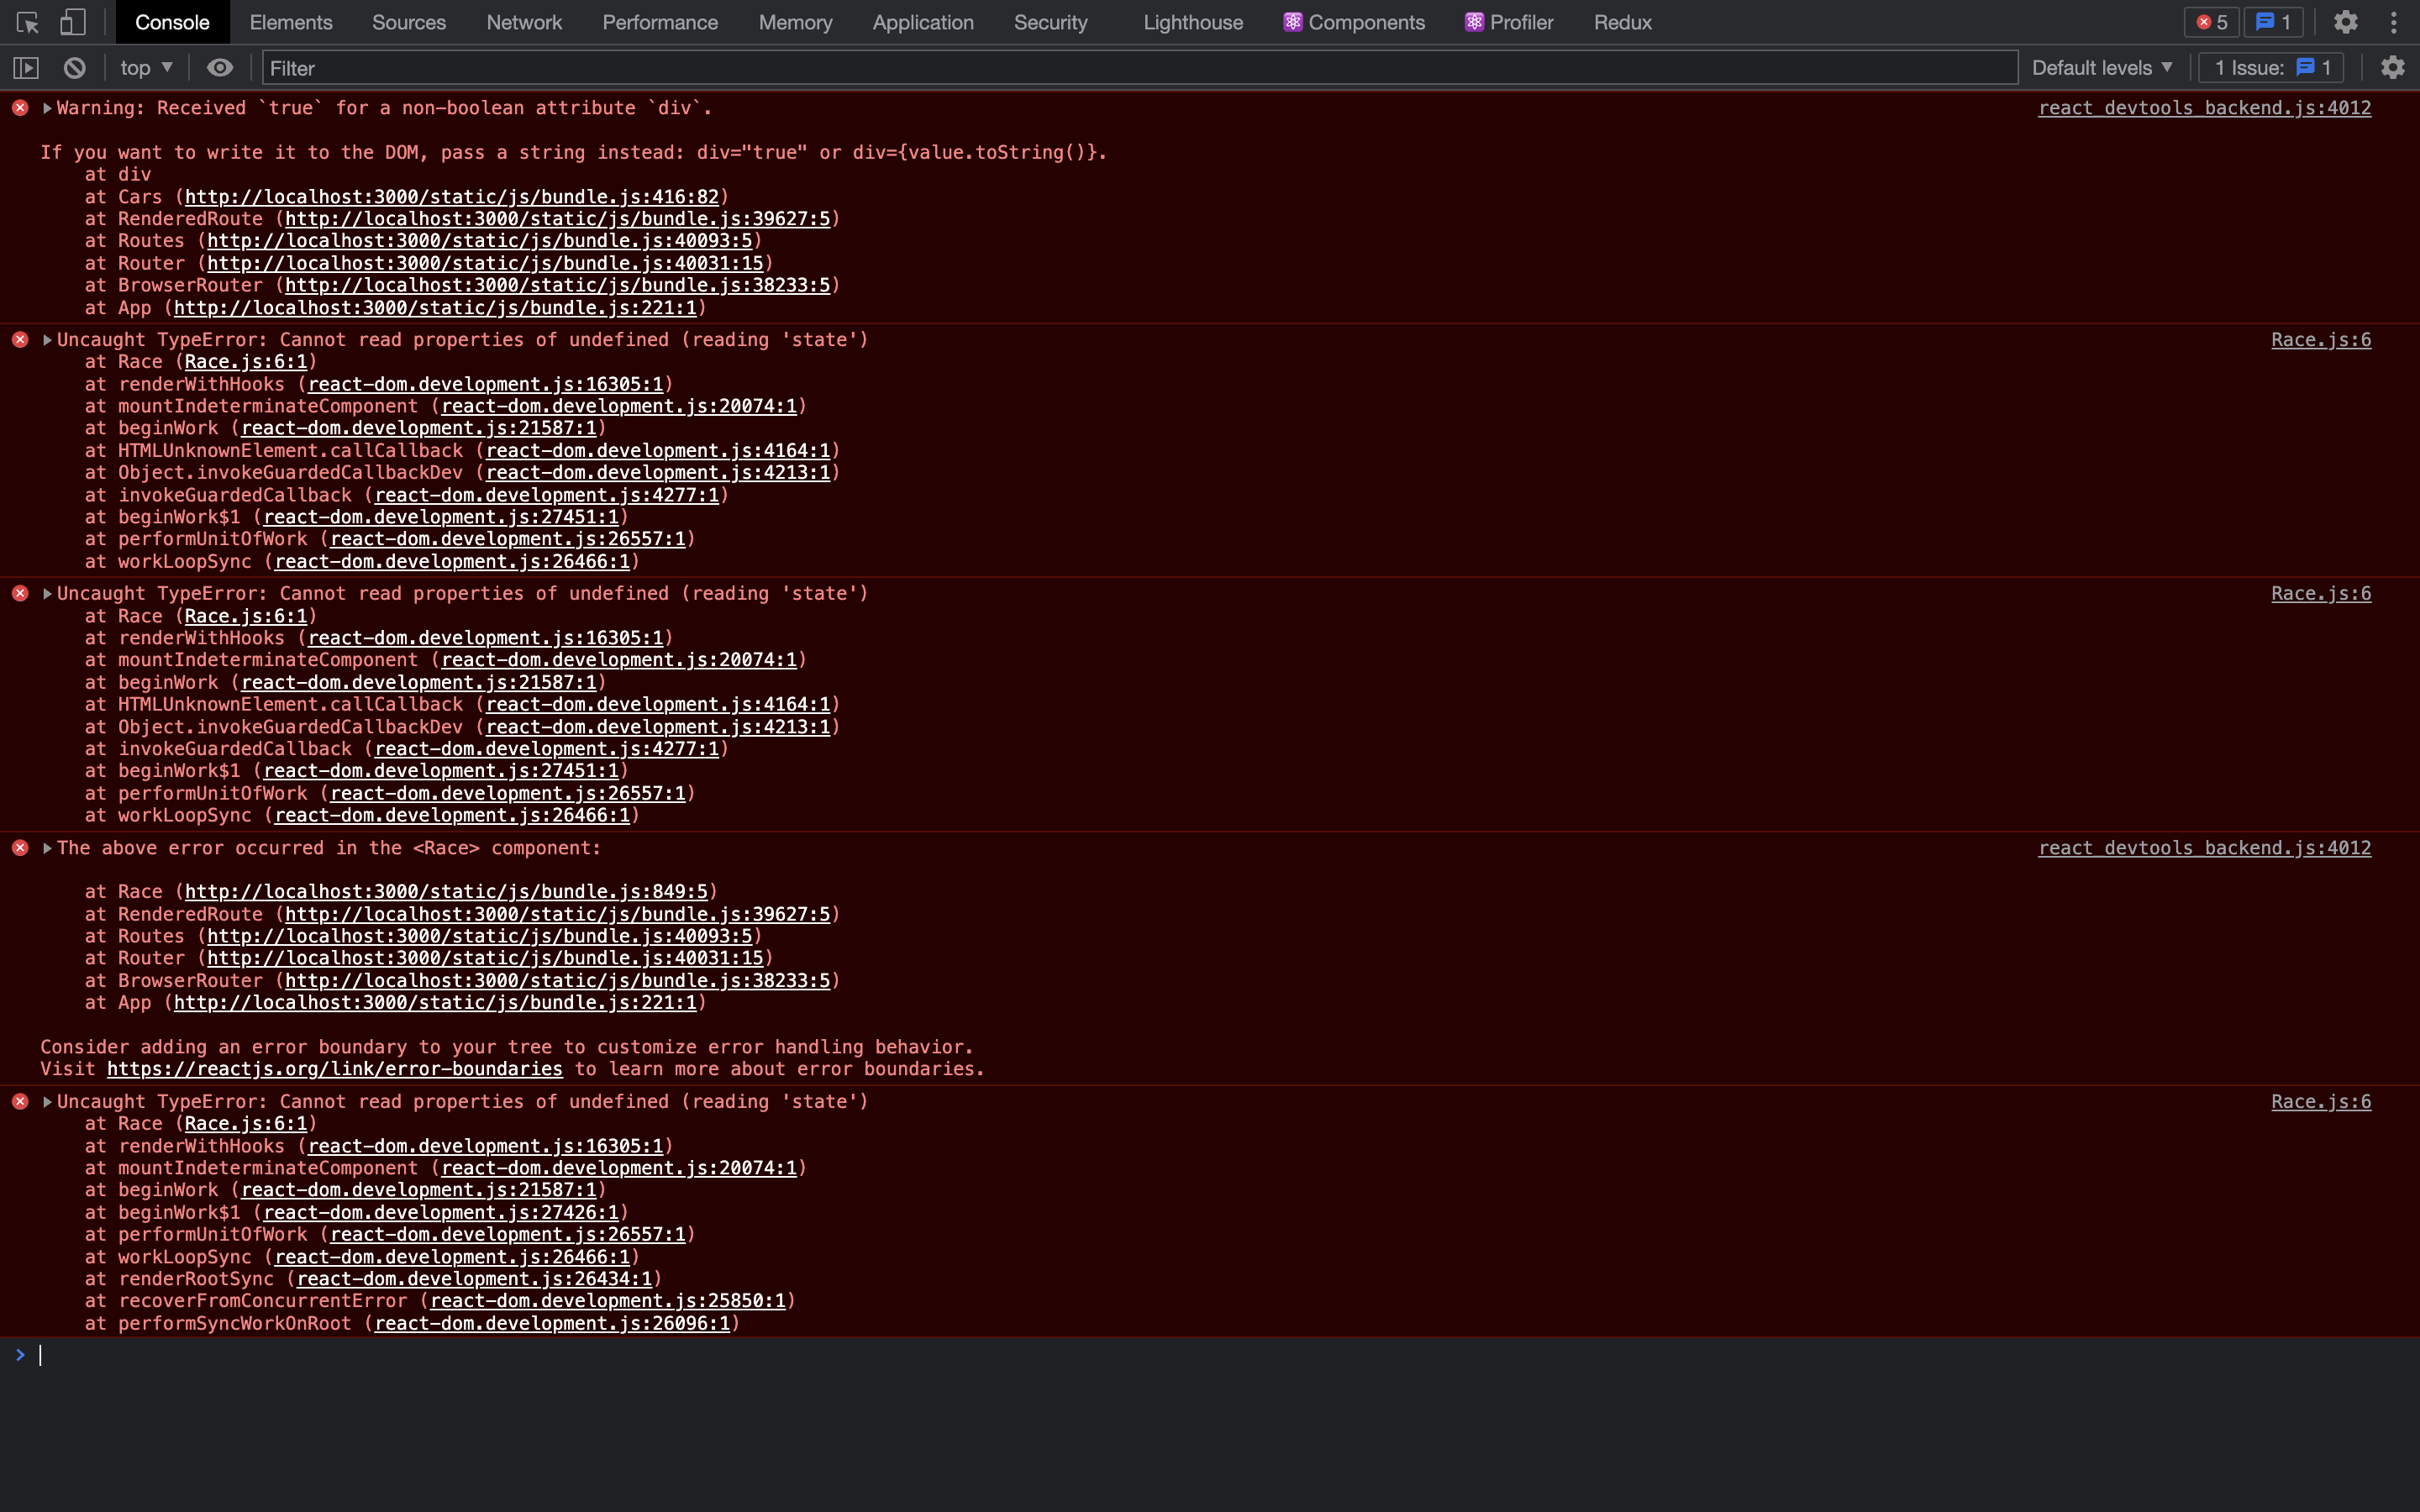 Console Elements Sources Network Performance Memory Application Security Lighthouse Components Profiler Redux 5 1
top Filter Default levels 1 Issue: 1
Warning: Received `true` for a non-boolean attribute `div`. react_devtools_backend.js:4012
If you want to write it to the DOM, pass a string instead: div="true" or div={value.toString()}.
at div
at Cars (http://localhost:3000/static/js/bundle.js:416:82)
at RenderedRoute (http://localhost:3000/static/js/bundle.js:39627:5)
at Routes (http://localhost:3000/static/js/bundle.js:40093:5)
at Router (http://localhost:3000/static/js/bundle.js:40031:15)
at BrowserRouter (http://localhost:3000/static/js/bundle.js:38233:5)
at App (http://localhost:3000/static/js/bundle.js:221:1)
Uncaught TypeError: Cannot read properties of undefined (reading 'state') Race.js:6
at Race (Race.js:6:1)
at renderWithHooks (react-dom.development.js:16305:1)
at mountIndeterminateComponent (react-dom.development.js:20074:1)
at beginWork (react-dom.development.js:21587:1)
at HTMLUnknownElement.callCallback (react-dom.development.js:4164:1)
at Object.invokeGuardedCallbackDev (react-dom.development.js:4213:1)
at invokeGuardedCallback (react-dom.development.js:4277:1)
at beginWork$1 (react-dom.development.js:27451:1)
at performUnitOfWork (react-dom.development.js:26557:1)
at workLoopSync (react-dom.development.js:26466:1)
Uncaught TypeError: Cannot read properties of undefined (reading 'state') Race.js:6
at Race (Race.js:6:1)
at renderWithHooks (react-dom.development.js:16305:1)
at mountIndeterminateComponent (react-dom.development.js:20074:1)
at beginWork (react-dom.development.js:21587:1)
at HTMLUnknownElement.callCallback (react-dom.development.js:4164:1)
at Object.invokeGuardedCallbackDev (react-dom.development.js:4213:1)
at invokeGuardedCallback (react-dom.development.js:4277:1)
at beginWork$1 (react-dom.development.js:27451:1)
at performUnitOfWork (react-dom.development.js:26557:1)
at workLoopSync (react-dom.development.js:26466:1)
The above error occurred in the <Race> component: react_devtools_backend.js:4012
at Race (http://localhost:3000/static/js/bundle.js:849:5)
at RenderedRoute (http://localhost:3000/static/js/bundle.js:39627:5)
at Routes (http://localhost:3000/static/js/bundle.js:40093:5)
at Router (http://localhost:3000/static/js/bundle.js:40031:15)
at BrowserRouter (http://localhost:3000/static/js/bundle.js:38233:5)
at App (http://localhost:3000/static/js/bundle.js:221:1)
Consider adding an error boundary to your tree to customize error handling behavior.
Visit https://reactjs.org/link/error-boundaries to learn more about error boundaries.
Uncaught TypeError: Cannot read properties of undefined (reading 'state') Race.js:6
at Race (Race.js:6:1)
at renderWithHooks (react-dom.development.js:16305:1)
at mountIndeterminateComponent (react-dom.development.js:20074:1)
at beginWork (react-dom.development.js:21587:1)
at beginWork$1 (react-dom.development.js:27426:1)
at performUnitOfWork (react-dom.development.js:26557:1)
at workLoopSync (react-dom.development.js:26466:1)
at renderRootSync (react-dom.development.js:26434:1)
at recoverFromConcurrentError (react-dom.development.js:25850:1)
at performSyncWorkOnRoot (react-dom.development.js:26096:1)